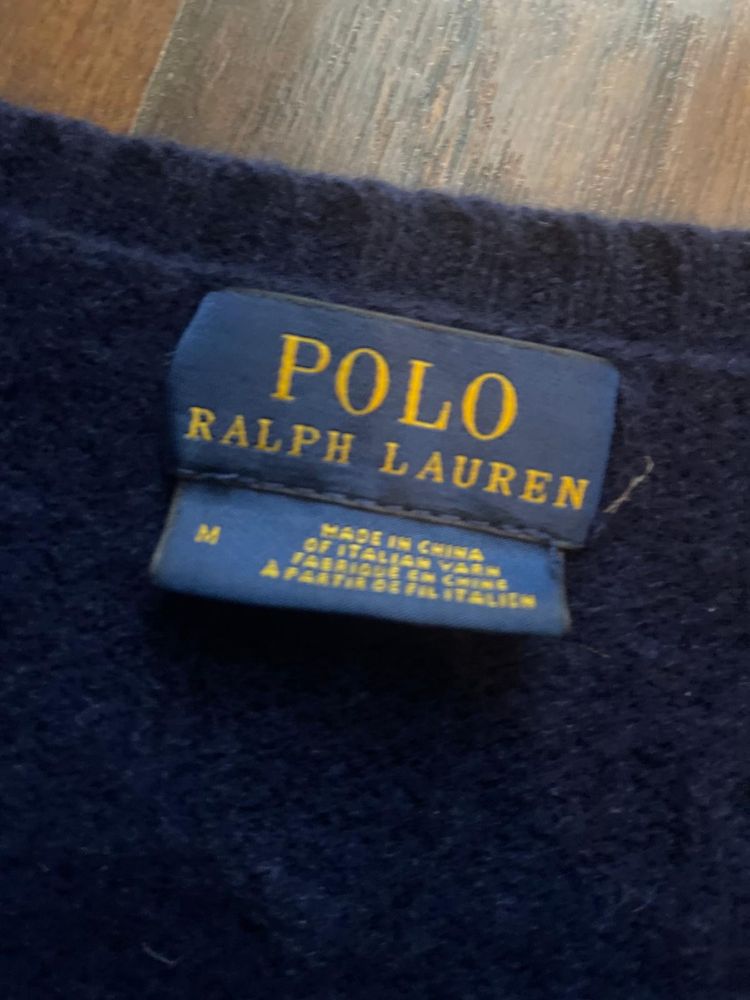 POLO
RALPH LAUREN
M
MADE IN CHINA
OF ITALIAN YARN
FABRIQUE EN CHINE
A PARTIR DE FIL ITALIEN